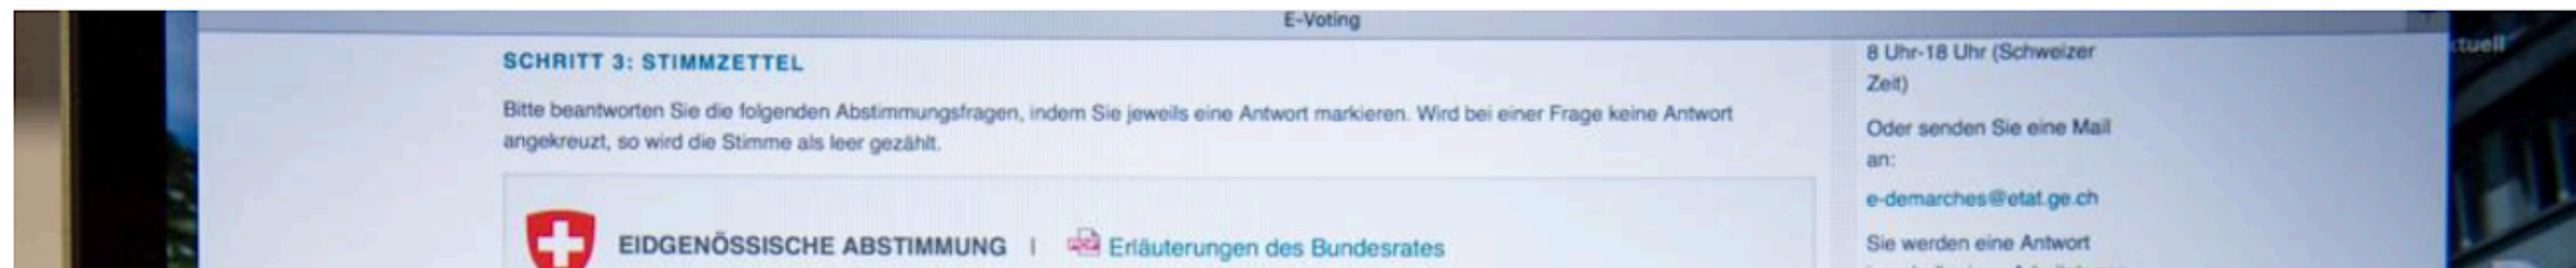 E-Voting
SCHRITT 3: STIMMZETTEL
Bitte beantworten Sie die folgenden Abstimmungsfragen, indem Sie jeweils eine Antwort markieren. Wird bei einer Frage keine Antwort
angekreuzt, so wird die Stimme als leer gezählt.
EIDGENÖSSISCHE ABSTIMMUNG | Erläuterungen des Bundesrates
8 Uhr-18 Uhr (Schweizer
Zeit)
Oder senden Sie eine Mail
an:
e-demarches@etat.ge.ch
Sie werden eine Antwort